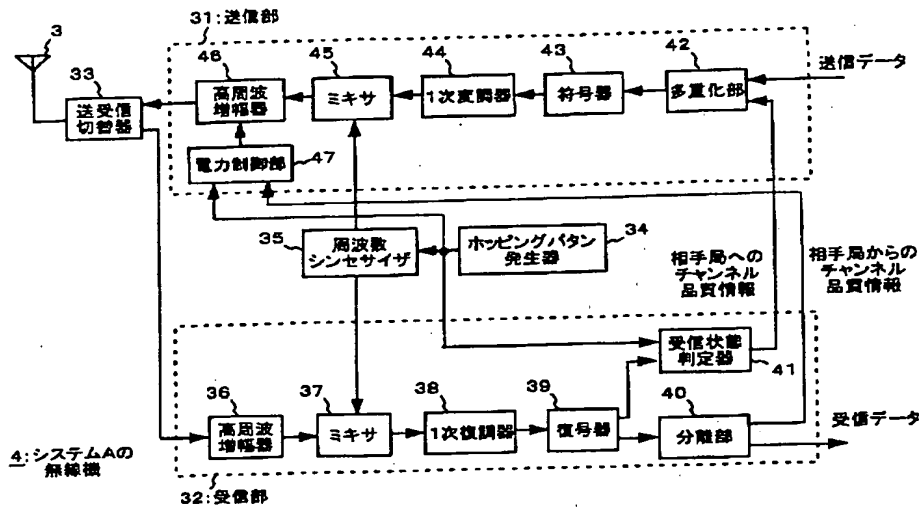 31:送信部
3
33
送受信
切替器
46
高周波
増幅器
45
ミキサ
44
1次変調器
43
符号器
42
多重化部
送信データ
電力制御部
47
35
周波数
シンセサイザ
ホッピングパタン
発生器
34
相手局への
チャンネル
品質情報
相手局からの
チャンネル
品質情報
受信状態
判定器
41
36
高周波
増幅器
37
ミキサ
38
1次復調器
39
復号器
40
分離部
受信データ
4:システムAの
無線機
32:受信部